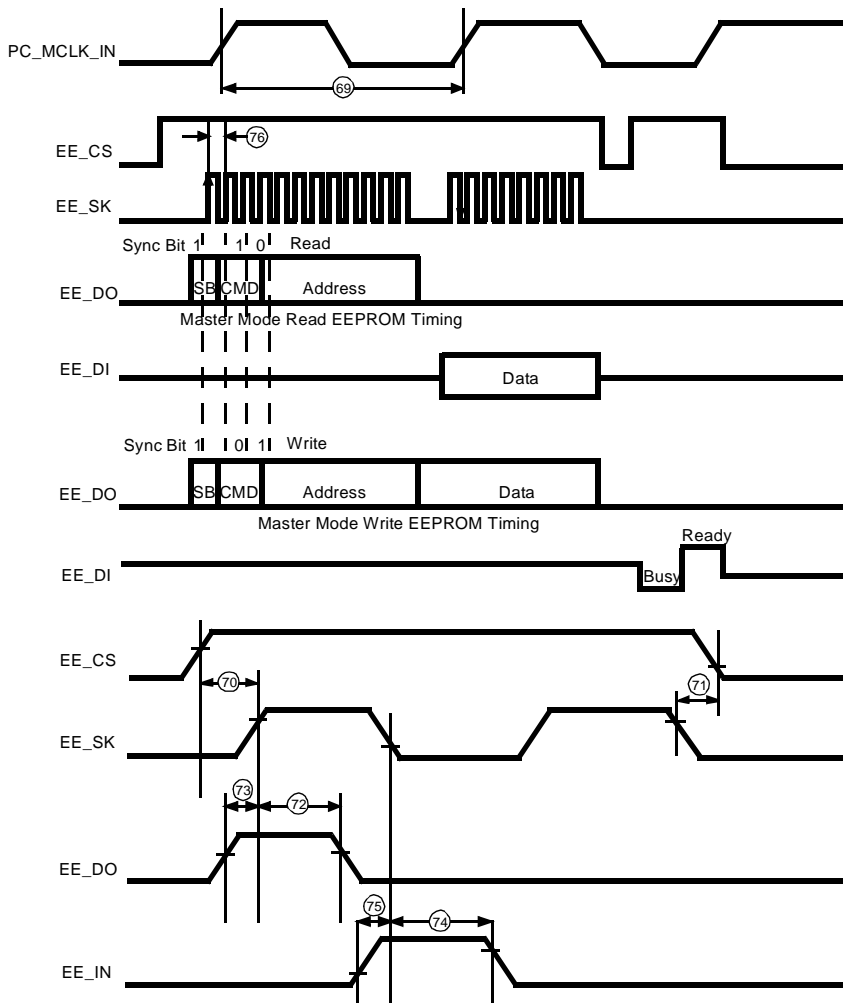 PC_MCLK_IN
69
76
EE_CS
EE_SK
Sync Bit 1 1 0 Read
EE_DO SB CMD Address
Master Mode Read EEPROM Timing
EE_DI Data
Sync Bit 1 0 1 Write
EE_DO SB CMD Address Data
Master Mode Write EEPROM Timing
Ready
EE_DI Busy
EE_CS
70 71
EE_SK
73 72
EE_DO
75 74
EE_IN